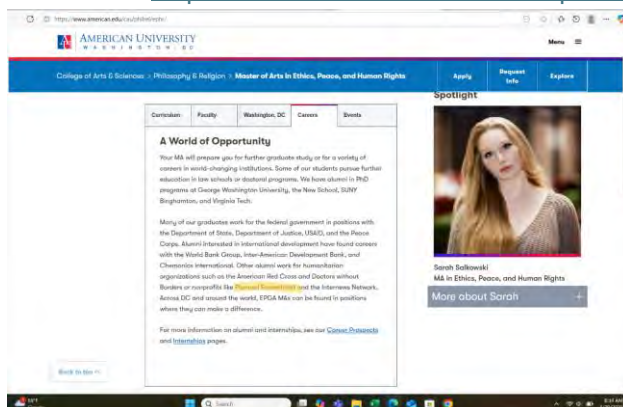 https://www.american.edu/cas/philrel/epihr/
AMERICAN UNIVERSITY
WASHINGTON, DC
Menu
College of Arts & Sciences > Philosophy & Religion > Master of Arts in Ethics, Peace, and Human Rights
Apply
Request
Info
Explore
Spotlight
Curriculum
Faculty
Washington, DC
Careers
Events
A World of Opportunity
Your MA will prepare you for further graduate study or for a variety of
careers in world-changing institutions. Some of our students pursue further
education in law schools or doctoral programs. We have alumni in PhD
programs at George Washington University, the New School, SUNY
Binghamton, and Virginia Tech.
Many of our graduates work for the federal government in positions with
the Department of State, Department of Justice, USAID, and the Peace
Corps. Alumni interested in international development have found careers
with the World Bank Group, Inter-American Development Bank, and
Chemonics International. Other alumni work for humanitarian
organizations such as the American Red Cross and Doctors without
Borders or nonprofits like Planned Parenthood and the Internews Network.
Across DC and around the world, EPGA MAs can be found in positions
where they can make a difference.
For more information on alumni and internships, see our Career Prospects
and Internships pages.
Sarah Salkowski
MA in Ethics, Peace, and Human Rights
More about Sarah +
Back to top
Search